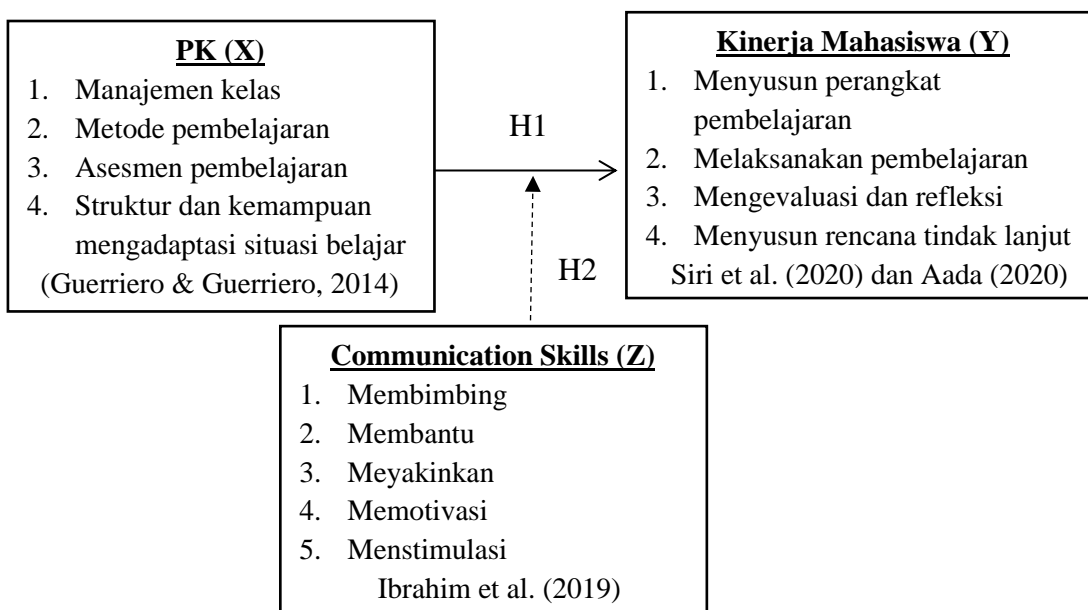 PK (X)
1. Manajemen kelas
2. Metode pembelajaran
3. Asesmen pembelajaran
4. Struktur dan kemampuan
mengadaptasi situasi belajar
(Guerriero & Guerriero, 2014)
H1
Kinerja Mahasiswa (Y)
1. Menyusun perangkat
pembelajaran
2. Melaksanakan pembelajaran
3. Mengevaluasi dan refleksi
4. Menyusun rencana tindak lanjut
Siri et al. (2020) dan Aada (2020)
H2
Communication Skills (Z)
1. Membimbing
2. Membantu
3. Meyakinkan
4. Memotivasi
5. Menstimulasi
Ibrahim et al. (2019)